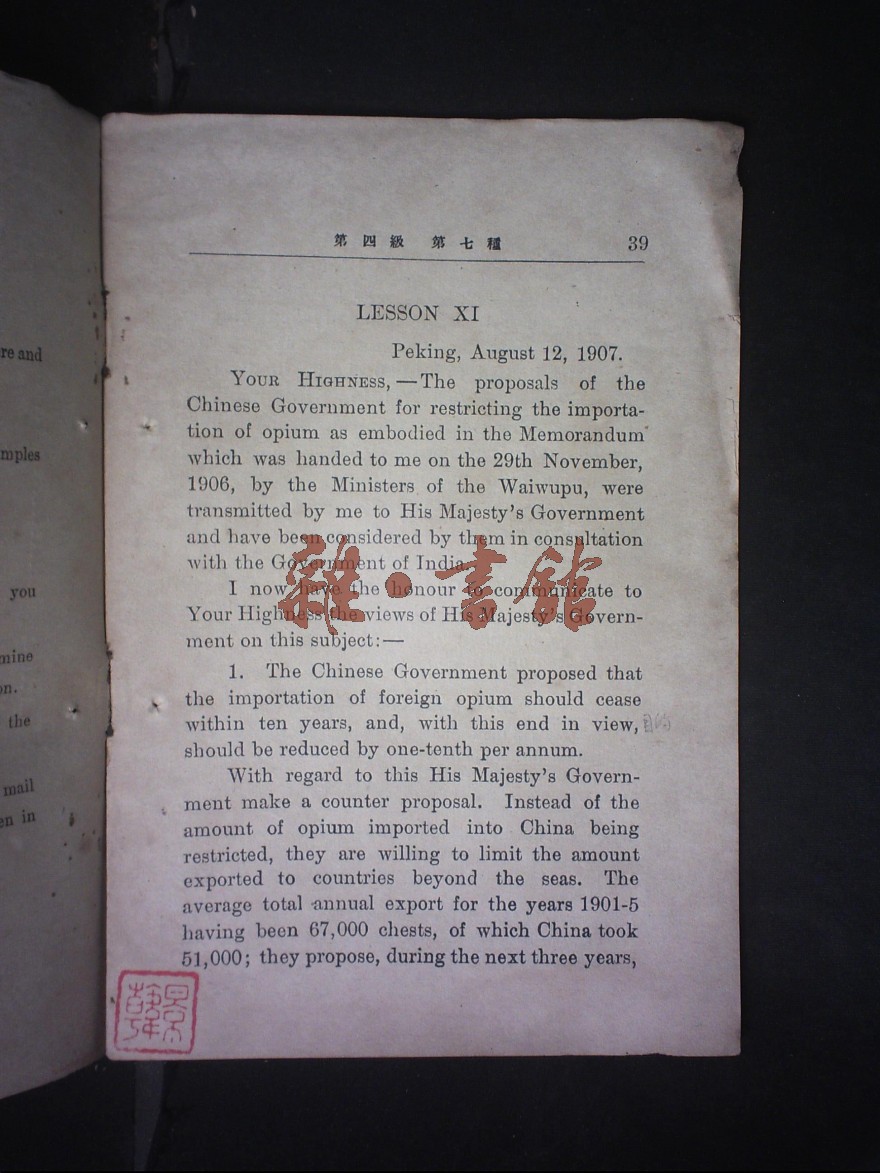 re and
mples
you
mine
on.
the
mail
en in
第四級 第七種 39
LESSON XI
Peking, August 12, 1907.
YOUR HIGHNESS,—The proposals of the
Chinese Government for restricting the importa-
tion of opium as embodied in the Memorandum
which was handed to me on the 29th November,
1906, by the Ministers of the Waiwupu, were
transmitted by me to His Majesty's Government
and have been considered by them in consultation
with the Government of India.
I now have the honour to communicate to
Your Highness the views of His Majesty's Govern-
ment on this subject:—
1. The Chinese Government proposed that
the importation of foreign opium should cease
within ten years, and, with this end in view,
should be reduced by one-tenth per annum.
With regard to this His Majesty's Govern-
ment make a counter proposal. Instead of the
amount of opium imported into China being
restricted, they are willing to limit the amount
exported to countries beyond the seas. The
average total annual export for the years 1901-5
having been 67,000 chests, of which China took
51,000; they propose, during the next three years,
雜·書館